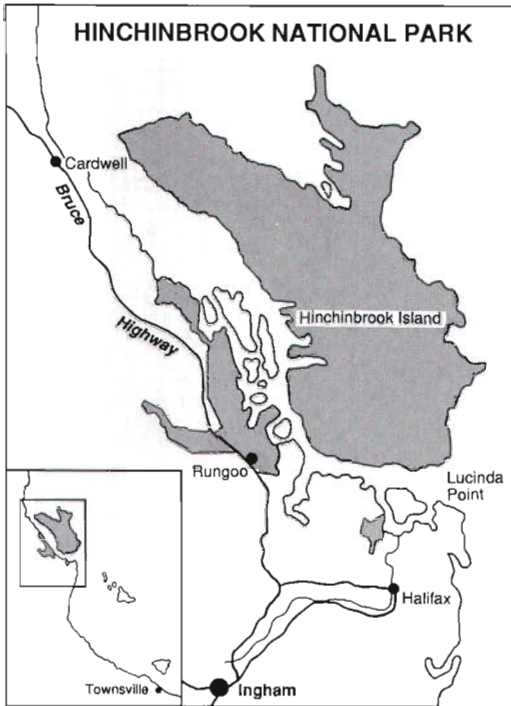 HINCHINBROOK NATIONAL PARK
Cardwell
Bruce
Highway
Hinchinbrook Island
Rungoo
Lucinda
Point
Halifax
Townsville
Ingham